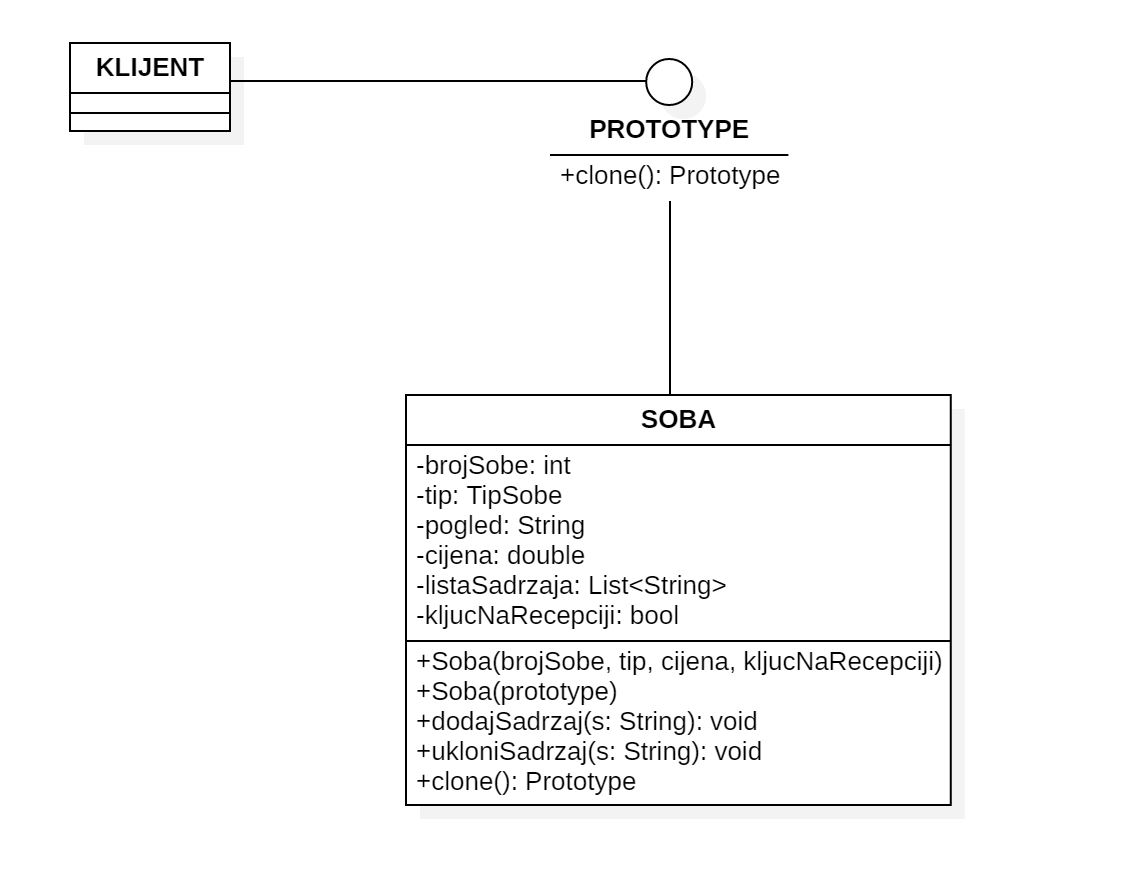 KLIJENT
PROTOTYPE
+clone(): Prototype
SOBA
-brojSobe: int
-tip: TipSobe
-pogled: String
-cijena: double
-listaSadrzaja: List<String>
-kljucNaRecepciji: bool
+Soba(brojSobe, tip, cijena, kljucNaRecepciji)
+Soba(prototype)
+dodajSadrzaj(s: String): void
+ukloniSadrzaj(s: String): void
+clone(): Prototype